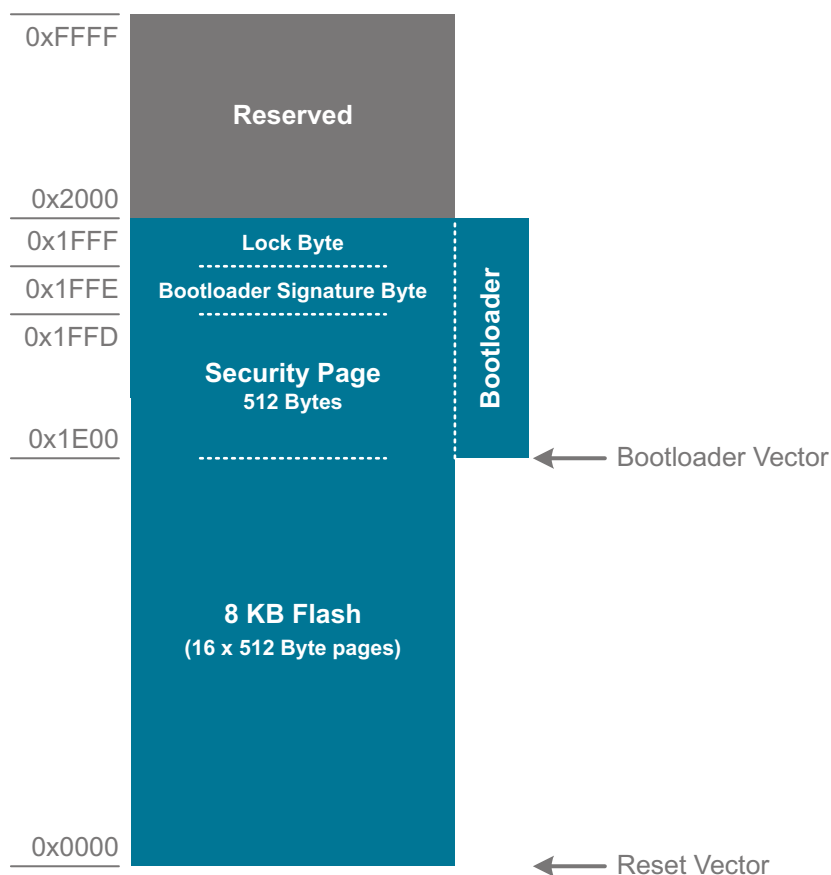 0xFFFF
Reserved
0x2000
0x1FFF
Lock Byte
0x1FFE
Bootloader Signature Byte
0x1FFD
Security Page
512 Bytes
Bootloader
0x1E00
Bootloader Vector
8 KB Flash
(16 x 512 Byte pages)
0x0000
Reset Vector